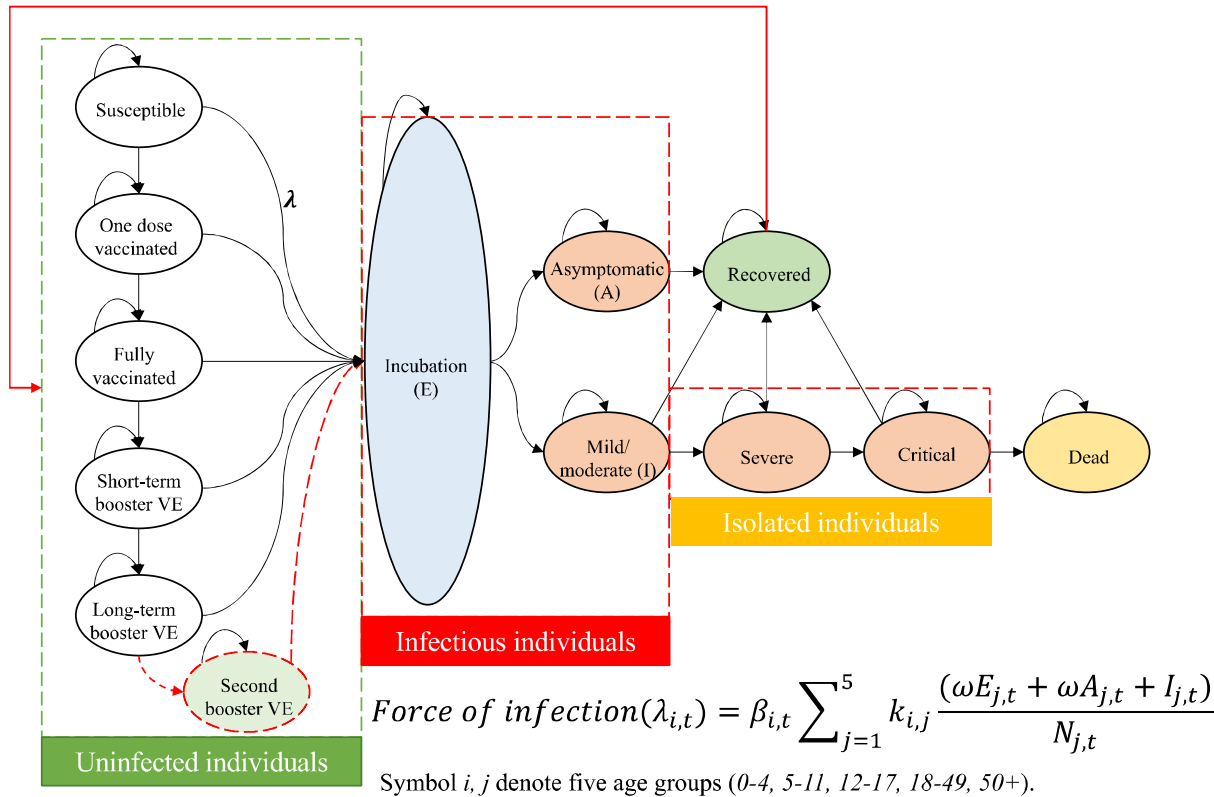 Susceptible
λ
One dose
vaccinated
Fully
vaccinated
Short-term
booster VE
Long-term
booster VE
Second
booster VE
Uninfected individuals
Incubation
(E)
Asymptomatic
(A)
Mild/
moderate (I)
Infectious individuals
Recovered
Severe
Critical
Isolated individuals
Dead
Force of infection(λ_{i,t}) = β_{i,t} ∑_{j=1}^{5} k_{i,j} (ωE_{j,t} + ωA_{j,t} + I_{j,t}) / N_{j,t}
Symbol i, j denote five age groups (0-4, 5-11, 12-17, 18-49, 50+).